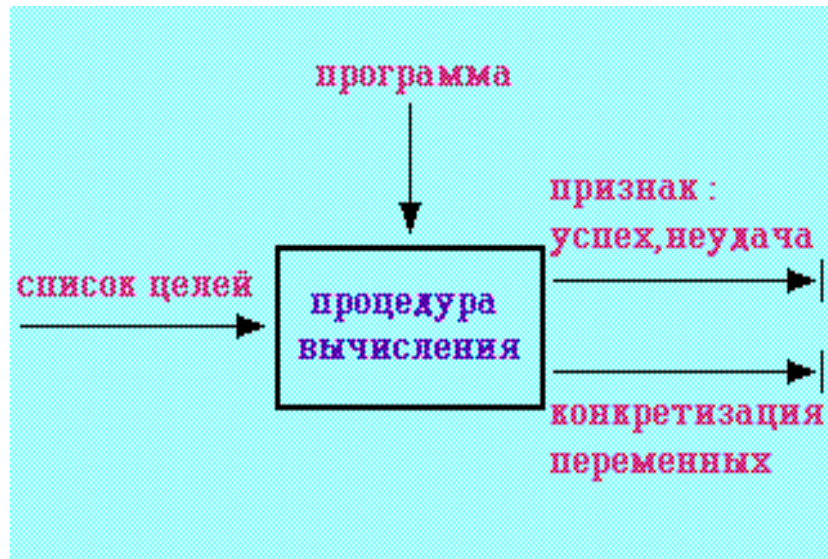 программа
признак :
успех,неудача
список целей
процедура
вычисления
конкретизация
переменных